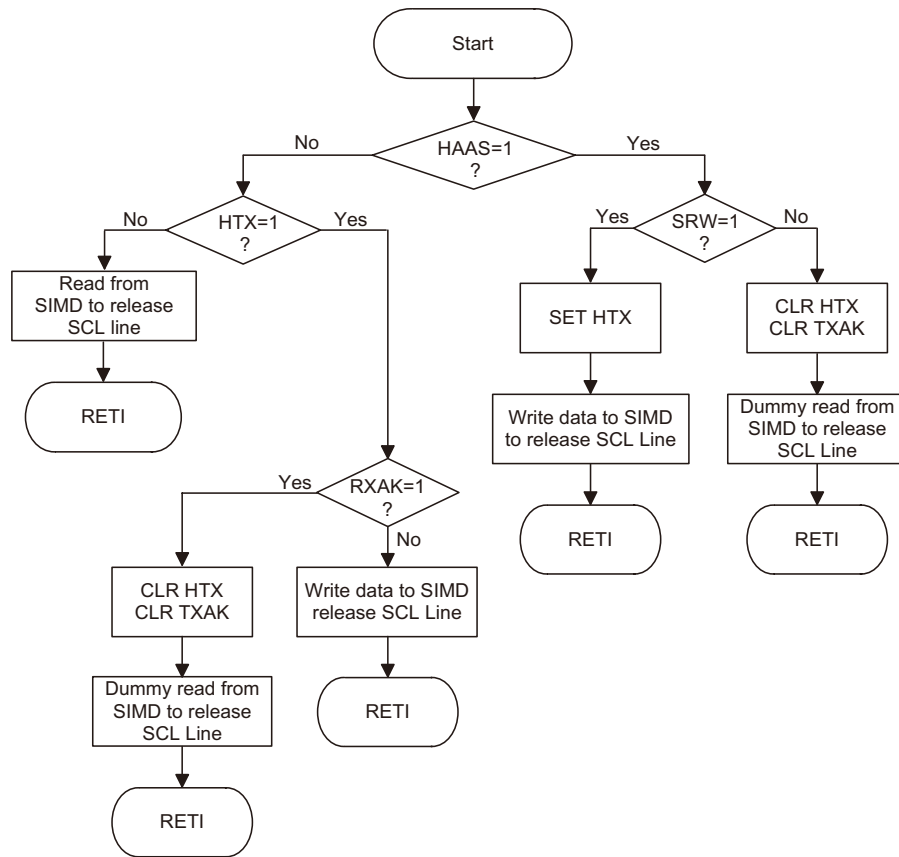 Start
HAAS=1
?
No
Yes
HTX=1
?
No
Yes
SRW=1
?
Yes
No
Read from
SIMD to release
SCL line
SET HTX
CLR HTX
CLR TXAK
RETI
Write data to SIMD
to release SCL Line
Dummy read from
SIMD to release
SCL Line
RXAK=1
?
Yes
No
RETI
RETI
CLR HTX
CLR TXAK
Write data to SIMD
release SCL Line
Dummy read from
SIMD to release
SCL Line
RETI
RETI